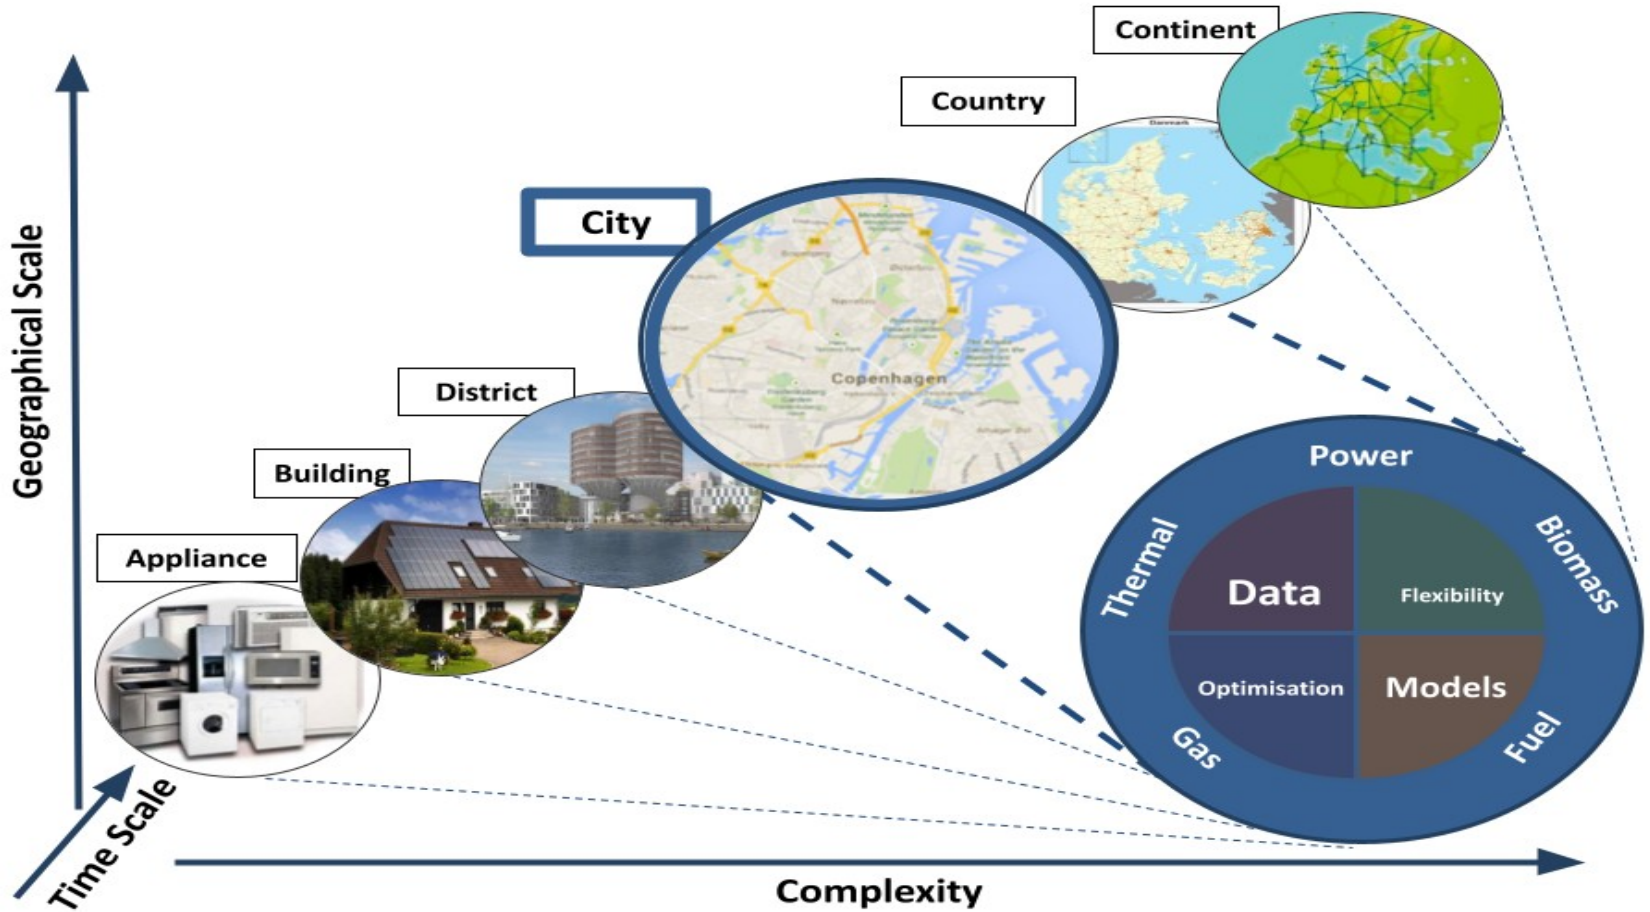 Continent
Country
Danmark
City
Copenhagen
District
Building
Appliance
Geographical Scale
Time Scale
Complexity
Power
Thermal
Biomass
Data
Flexibility
Optimisation
Models
Gas
Fuel